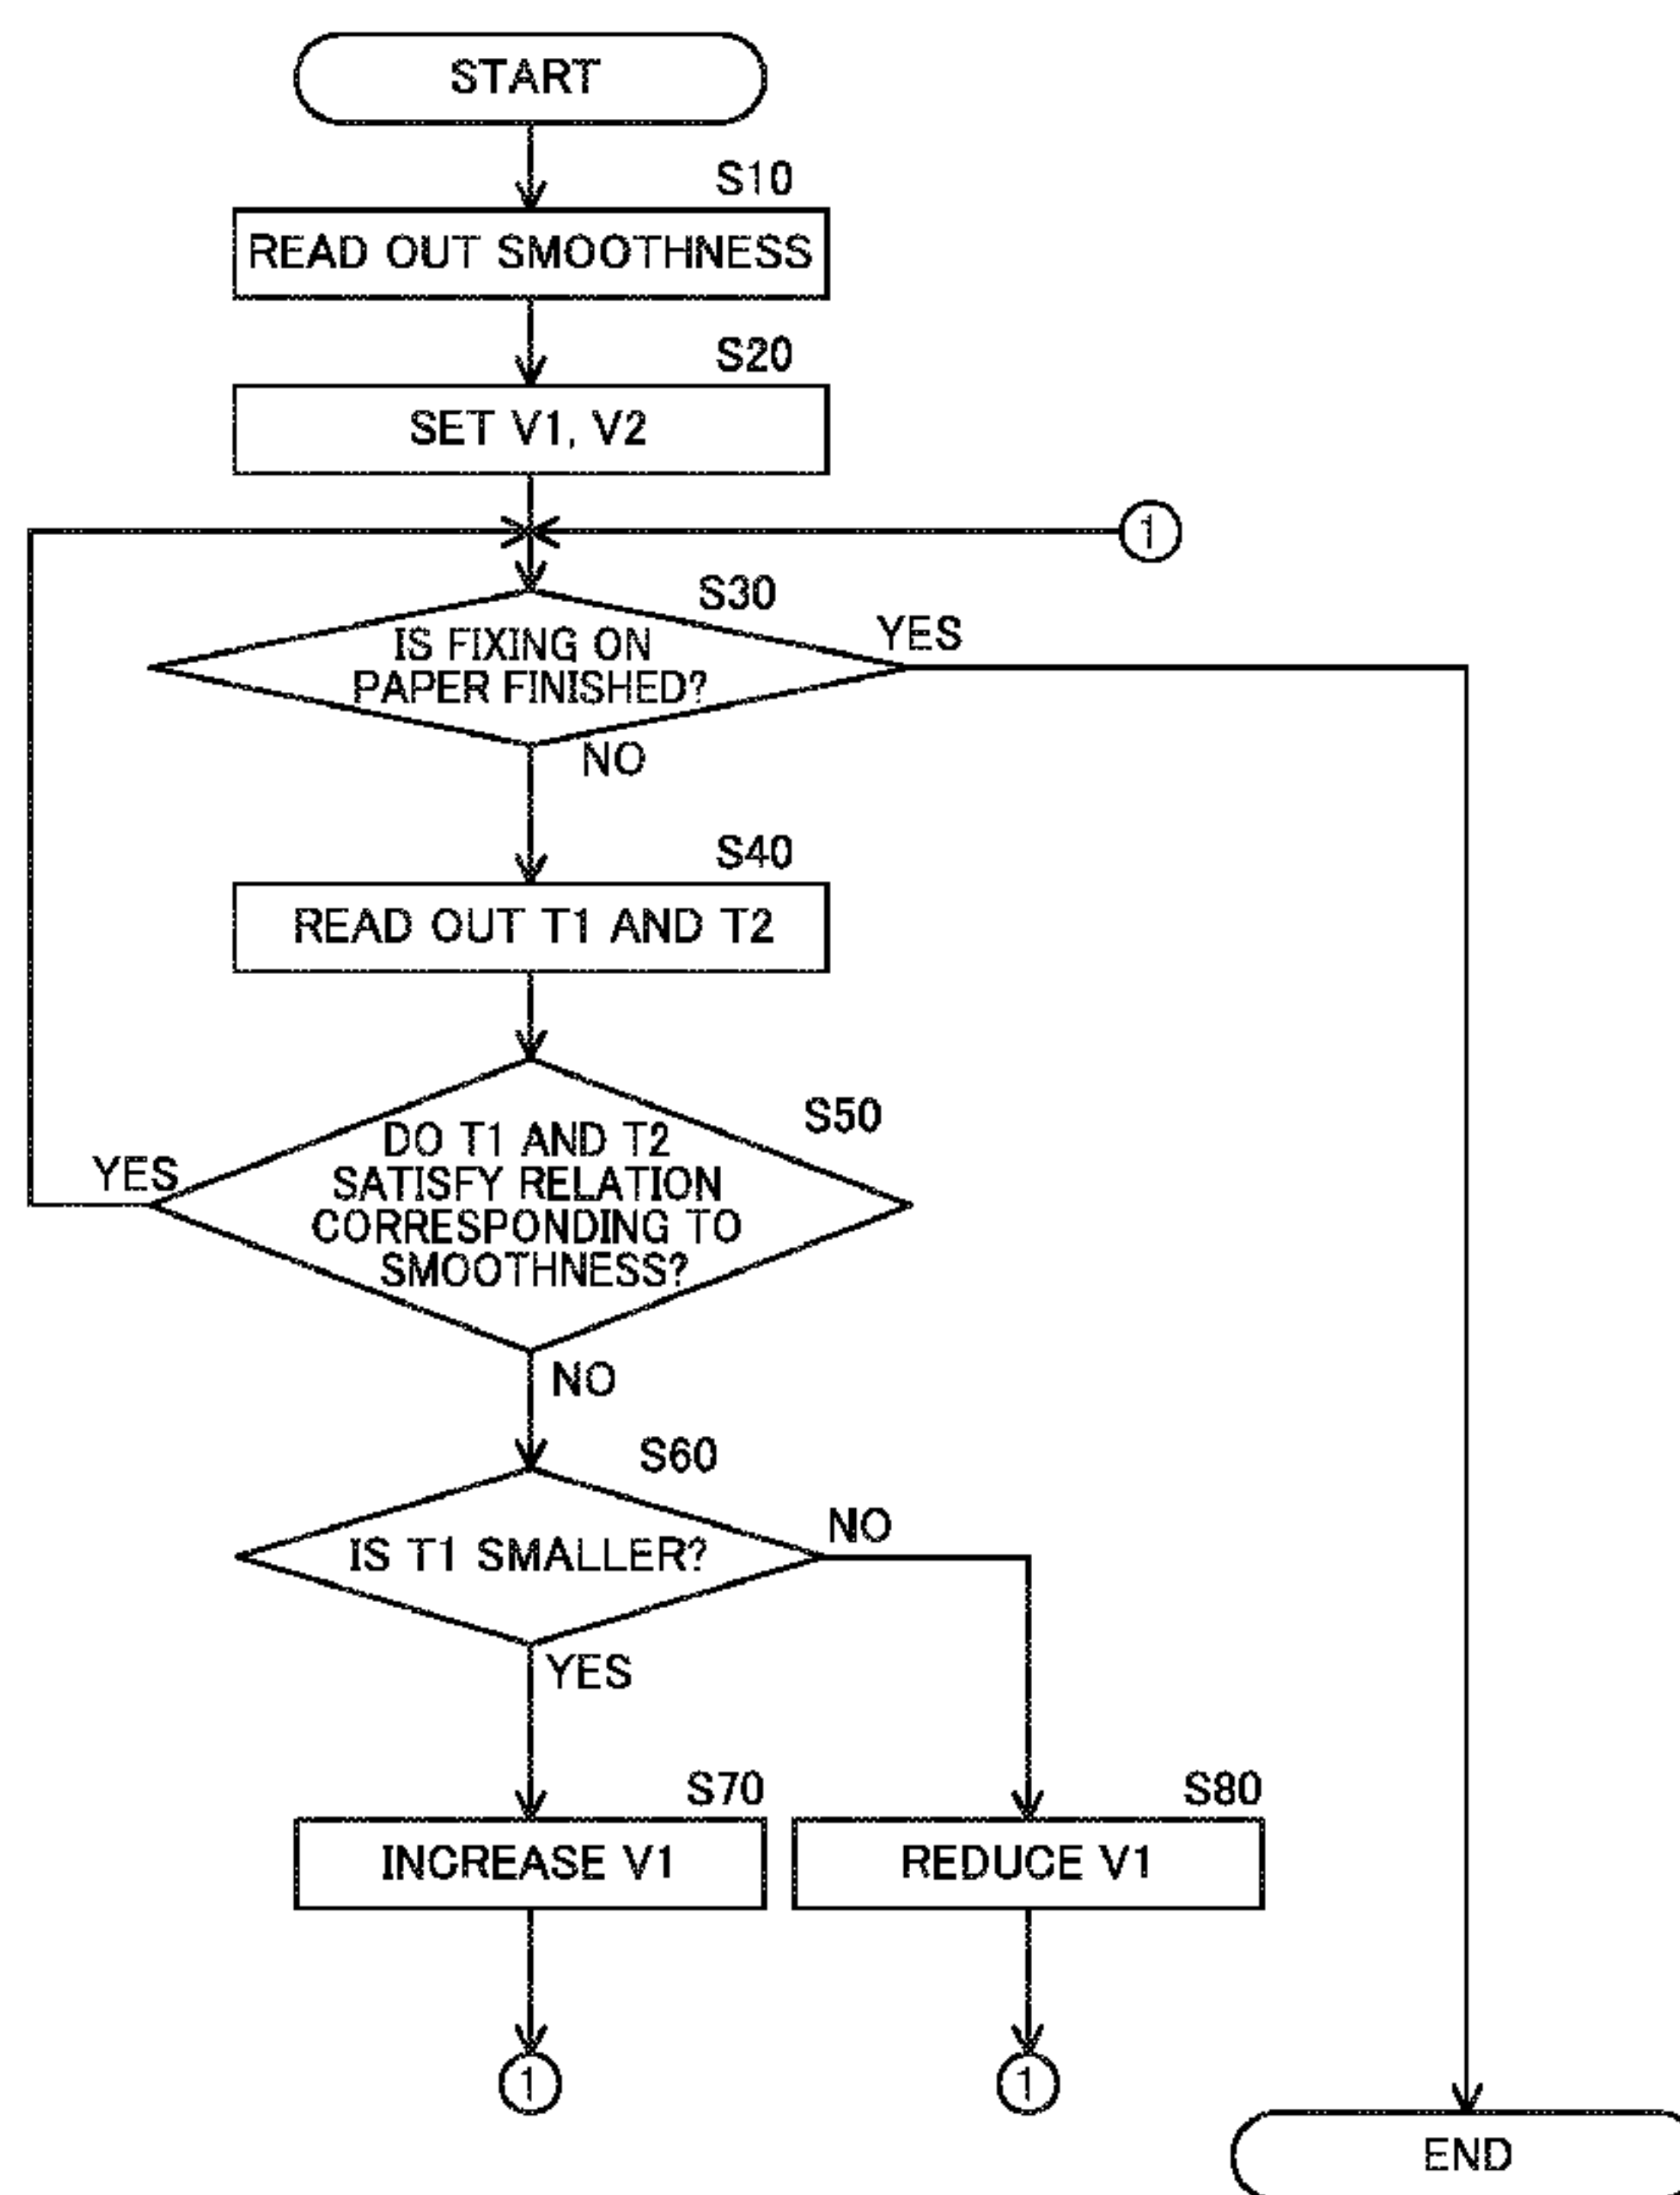 START
S10
READ OUT SMOOTHNESS
S20
SET V1, V2
1
S30
YES
IS FIXING ON
PAPER FINISHED?
NO
S40
READ OUT T1 AND T2
S50
DO T1 AND T2
SATISFY RELATION
CORRESPONDING TO
SMOOTHNESS?
YES
NO
S60
NO
IS T1 SMALLER?
YES
S70
S80
INCREASE V1
REDUCE V1
1
1
END